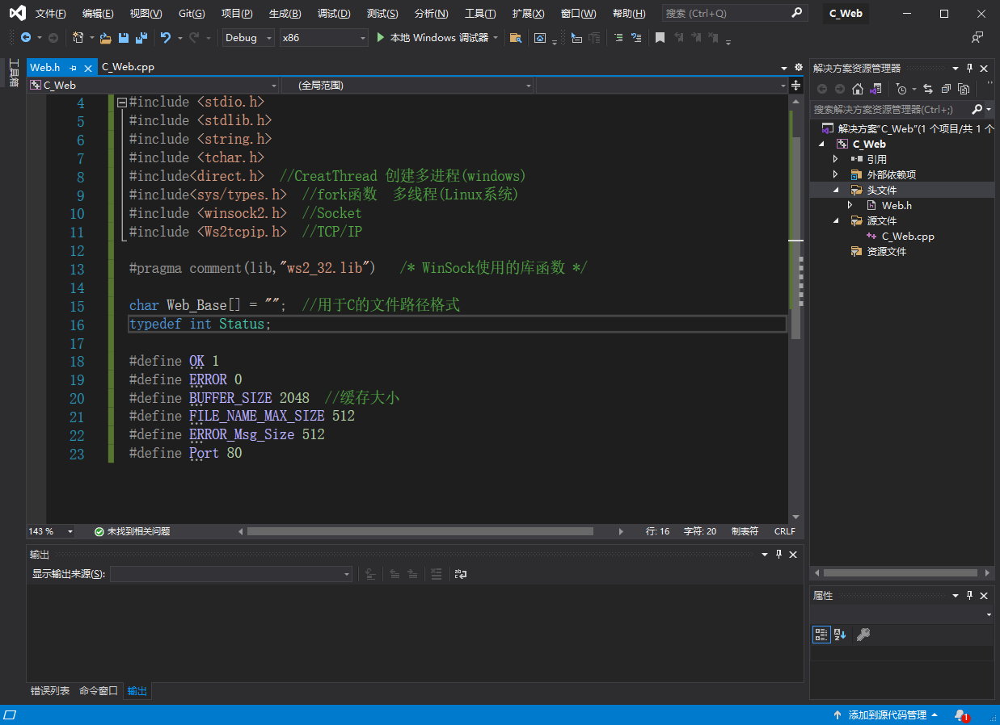 文件(F) 编辑(E) 视图(V) Git(G) 项目(P) 生成(B) 调试(D) 测试(S) 分析(N) 工具(T) 扩展(X) 窗口(W) 帮助(H) 搜索 (Ctrl+Q) C_Web
Debug x86 本地 Windows 调试器
工具箱
Web.h C_Web.cpp
C_Web (全局范围)
4 #include <stdio.h>
5 #include <stdlib.h>
6 #include <string.h>
7 #include <tchar.h>
8 #include<direct.h> //CreatThread 创建多进程(windows)
9 #include<sys/types.h> //fork函数 多线程(Linux系统)
10 #include <winsock2.h> //Socket
11 #include <Ws2tcpip.h> //TCP/IP
12
13 #pragma comment(lib,"ws2_32.lib") /* WinSock使用的库函数 */
14
15 char Web_Base[] = ""; //用于C的文件路径格式
16 typedef int Status;
17
18 #define OK 1
19 #define ERROR 0
20 #define BUFFER_SIZE 2048 //缓存大小
21 #define FILE_NAME_MAX_SIZE 512
22 #define ERROR_Msg_Size 512
23 #define Port 80
143 % 未找到相关问题 行: 16 字符: 20 制表符 CRLF
输出
显示输出来源(S):
错误列表 命令窗口 输出
解决方案资源管理器
搜索解决方案资源管理器(Ctrl+;)
解决方案"C_Web"(1 个项目/共 1 个
C_Web
引用
外部依赖项
头文件
Web.h
源文件
C_Web.cpp
资源文件
属性
添加到源代码管理 1